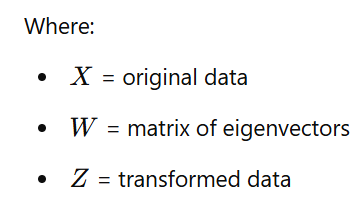 Where:
• X = original data
• W = matrix of eigenvectors
• Z = transformed data